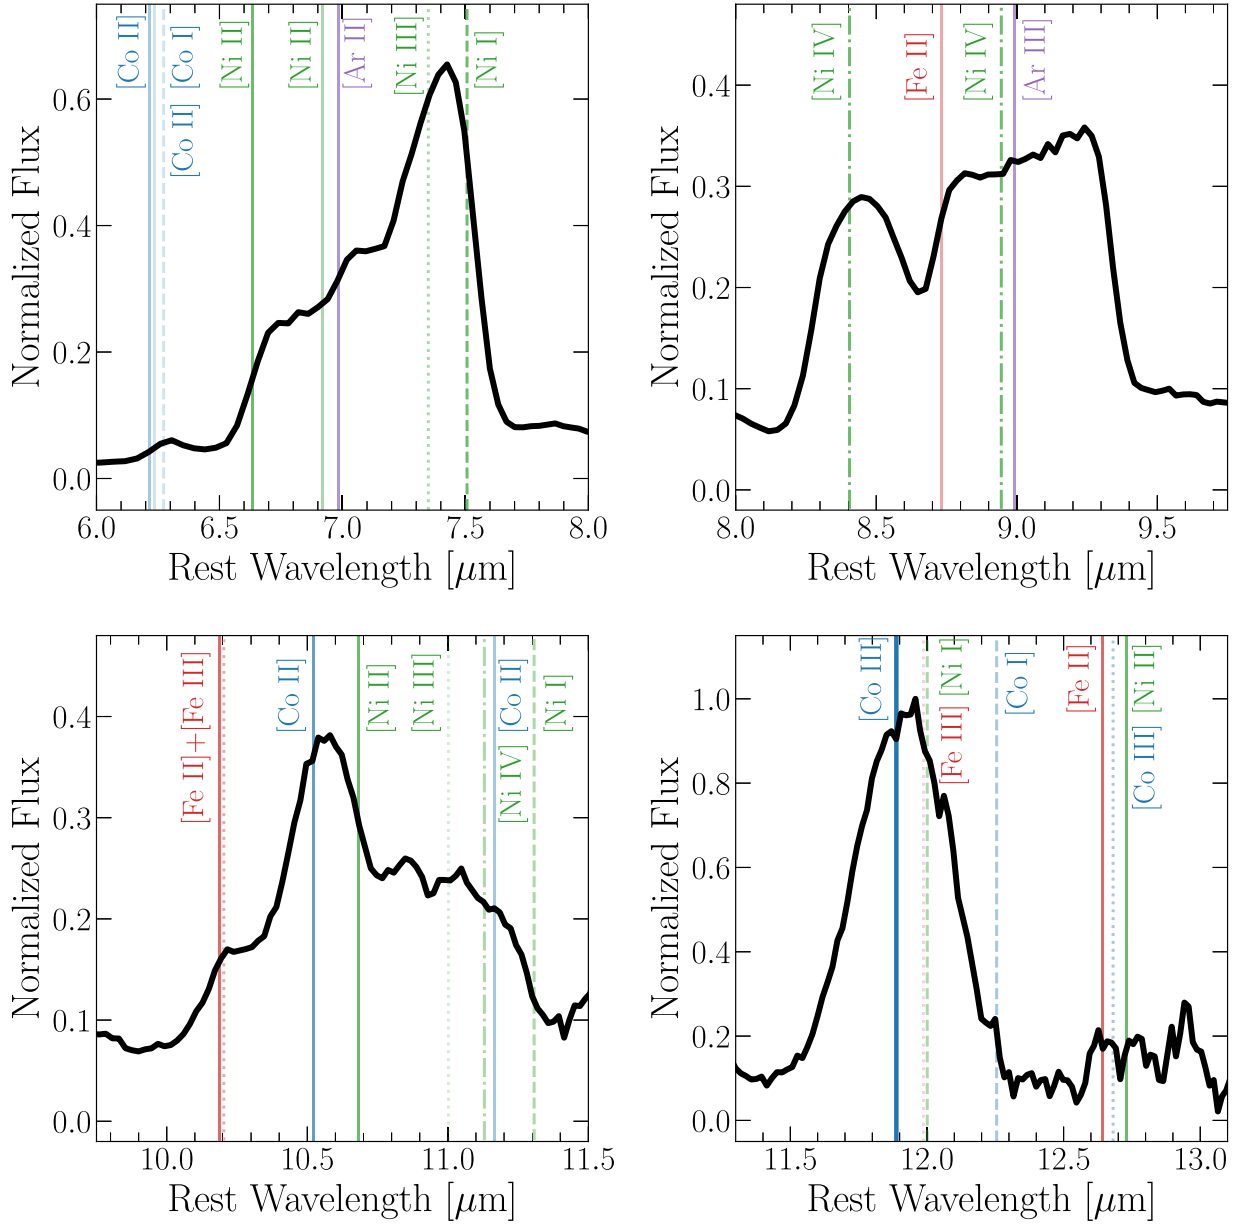 [Co II]
[Co II] [Co I]
[Ni II]
[Ni II]
[Ar II]
[Ni III]
[Ni I]
0.6
0.4
0.2
0.0
Normalized Flux
6.0 6.5 7.0 7.5 8.0
Rest Wavelength [μm]
[Ni IV]
[Fe II]
[Ni IV]
[Ar III]
0.4
0.3
0.2
0.1
0.0
Normalized Flux
8.0 8.5 9.0 9.5
Rest Wavelength [μm]
[Fe II]+[Fe III]
[Co II]
[Ni II]
[Ni III]
[Ni IV] [Co II]
[Ni I]
0.4
0.3
0.2
0.1
0.0
Normalized Flux
10.0 10.5 11.0 11.5
Rest Wavelength [μm]
[Co III]
[Fe III] [Ni I]
[Co I]
[Fe II]
[Co III] [Ni II]
1.0
0.8
0.6
0.4
0.2
0.0
Normalized Flux
11.5 12.0 12.5 13.0
Rest Wavelength [μm]